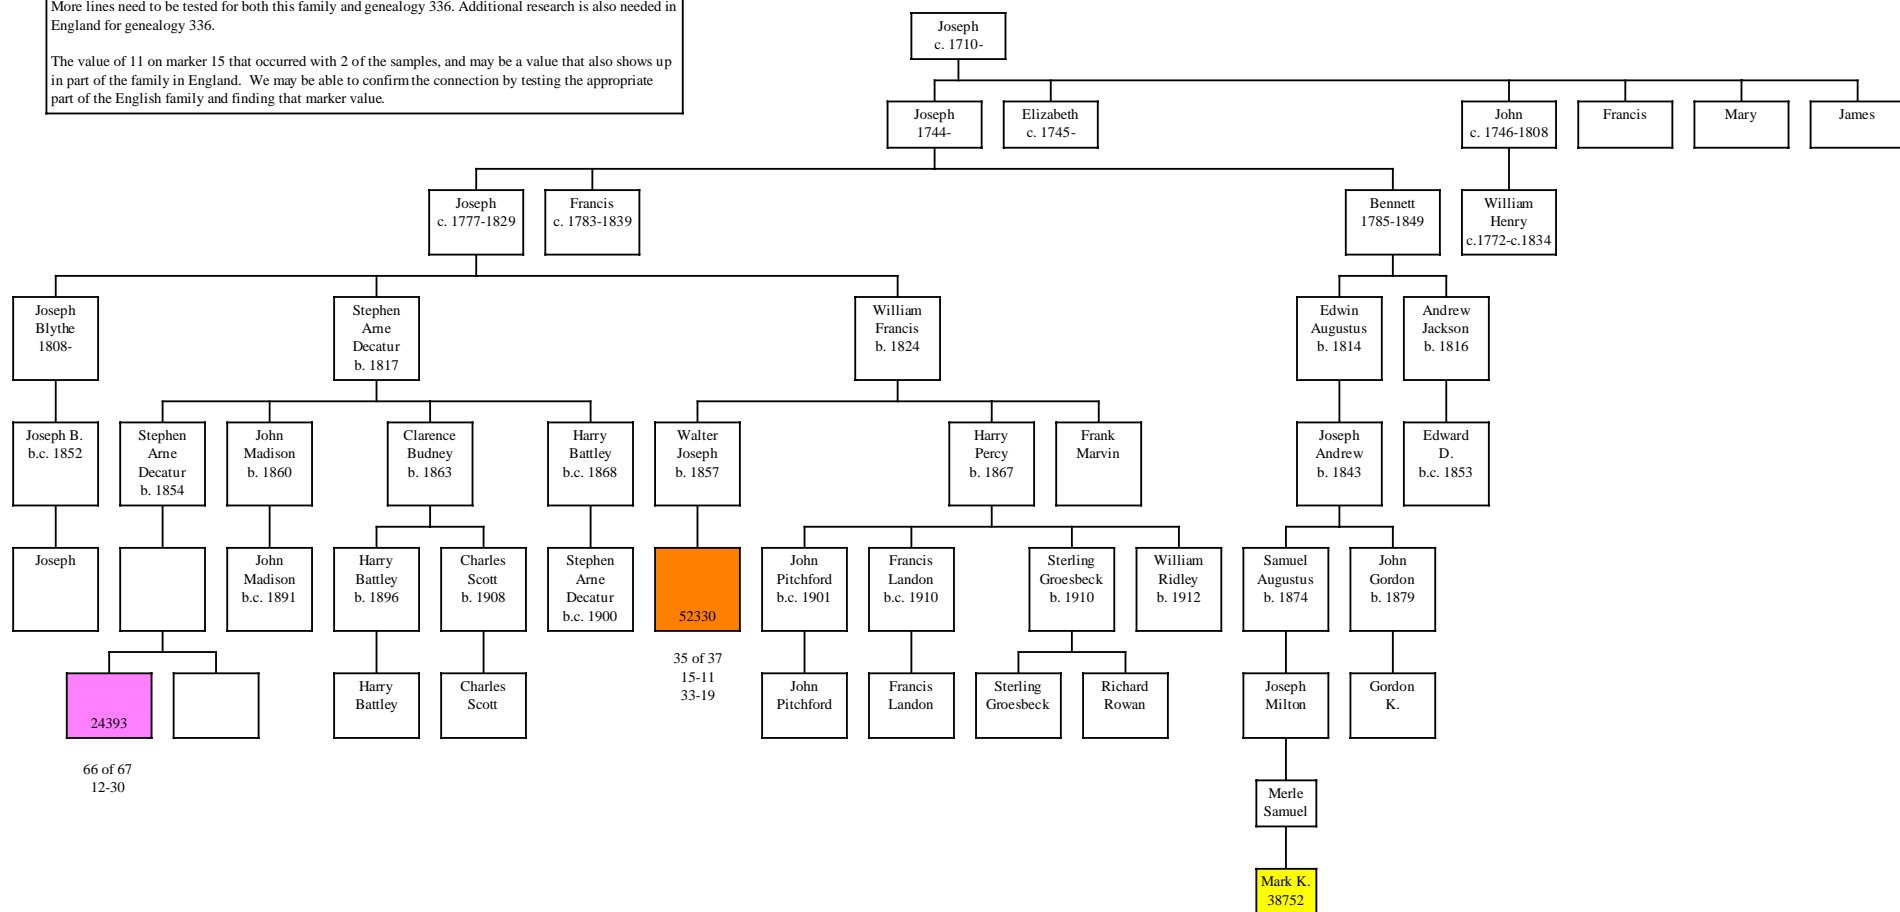 More lines need to be tested for both this family and genealogy 336. Additional research is also needed in
England for genealogy 336.
The value of 11 on marker 15 that occurred with 2 of the samples, and may be a value that also shows up
in part of the family in England. We may be able to confirm the connection by testing the appropriate
part of the English family and finding that marker value.
Joseph
c. 1710-
Joseph
1744-
Elizabeth
c. 1745-
John
c. 1746-1808
Francis
Mary
James
Joseph
c. 1777-1829
Francis
c. 1783-1839
Bennett
1785-1849
William
Henry
c.1772-c.1834
Joseph
Blythe
1808-
Stephen
Arne
Decatur
b. 1817
William
Francis
b. 1824
Edwin
Augustus
b. 1814
Andrew
Jackson
b. 1816
Joseph B.
b.c. 1852
Stephen
Arne
Decatur
b. 1854
John
Madison
b. 1860
Clarence
Budney
b. 1863
Harry
Battley
b.c. 1868
Walter
Joseph
b. 1857
Harry
Percy
b. 1867
Frank
Marvin
Joseph
Andrew
b. 1843
Edward
D.
b.c. 1853
Joseph
John
Madison
b.c. 1891
Harry
Battley
b. 1896
Charles
Scott
b. 1908
Stephen
Arne
Decatur
b.c. 1900
52330
John
Pitchford
b.c. 1901
Francis
Landon
b.c. 1910
Sterling
Groesbeck
b. 1910
William
Ridley
b. 1912
Samuel
Augustus
b. 1874
John
Gordon
b. 1879
35 of 37
15-11
33-19
24393
Harry
Battley
Charles
Scott
John
Pitchford
Francis
Landon
Sterling
Groesbeck
Richard
Rowan
Joseph
Milton
Gordon
K.
66 of 67
12-30
Merle
Samuel
Mark K.
38752